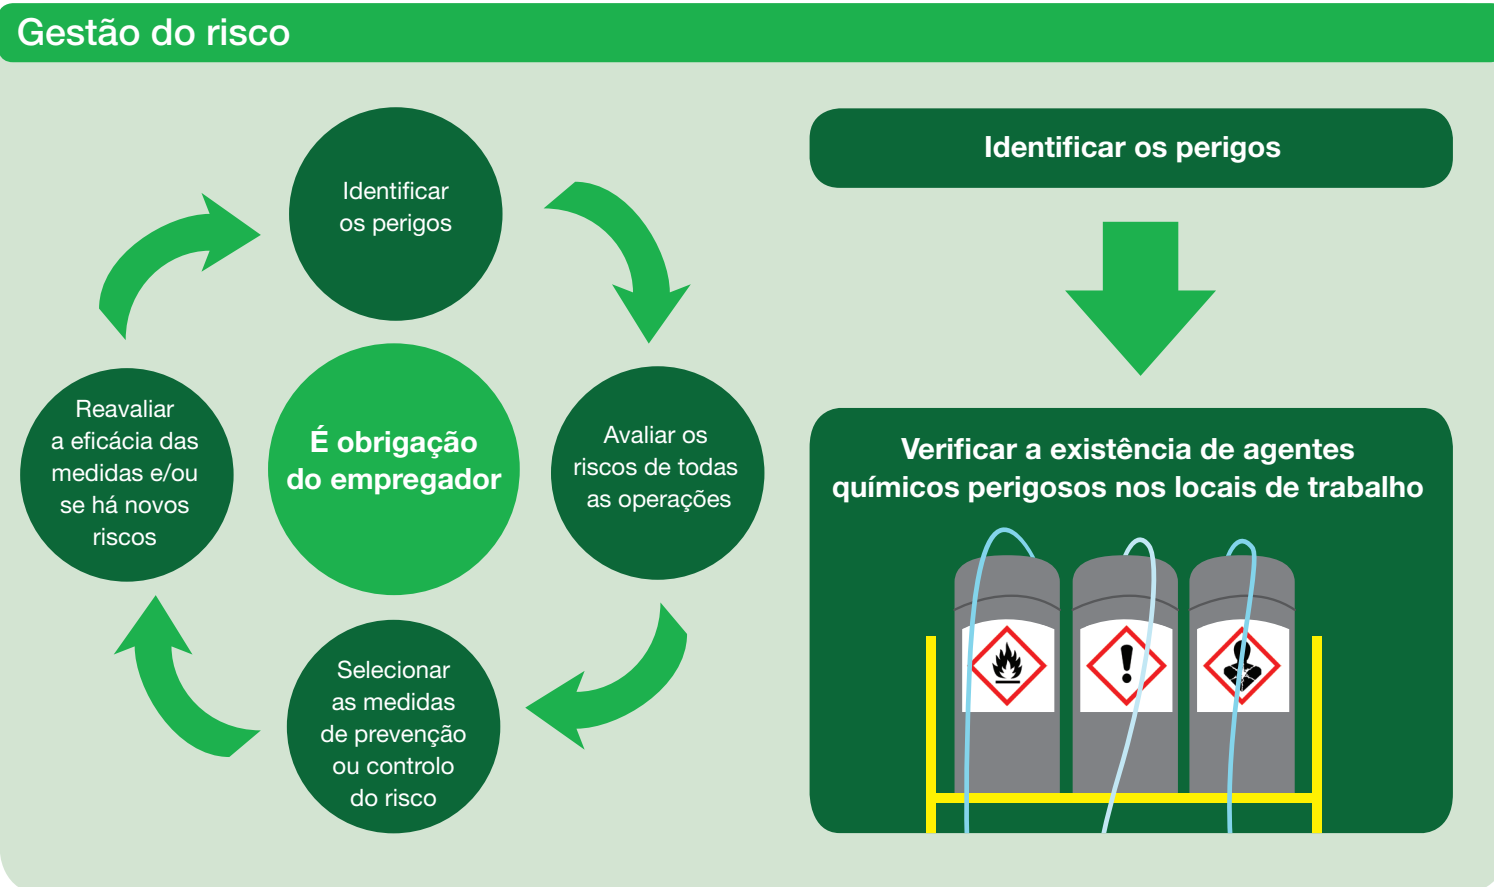 Gestão do risco
Identificar
os perigos
Avaliar os
riscos de todas
as operações
Selecionar
as medidas
de prevenção
ou controlo
do risco
Reavaliar
a eficácia das
medidas e/ou
se há novos
riscos
É obrigação
do empregador
Identificar os perigos
Verificar a existência de agentes
químicos perigosos nos locais de trabalho